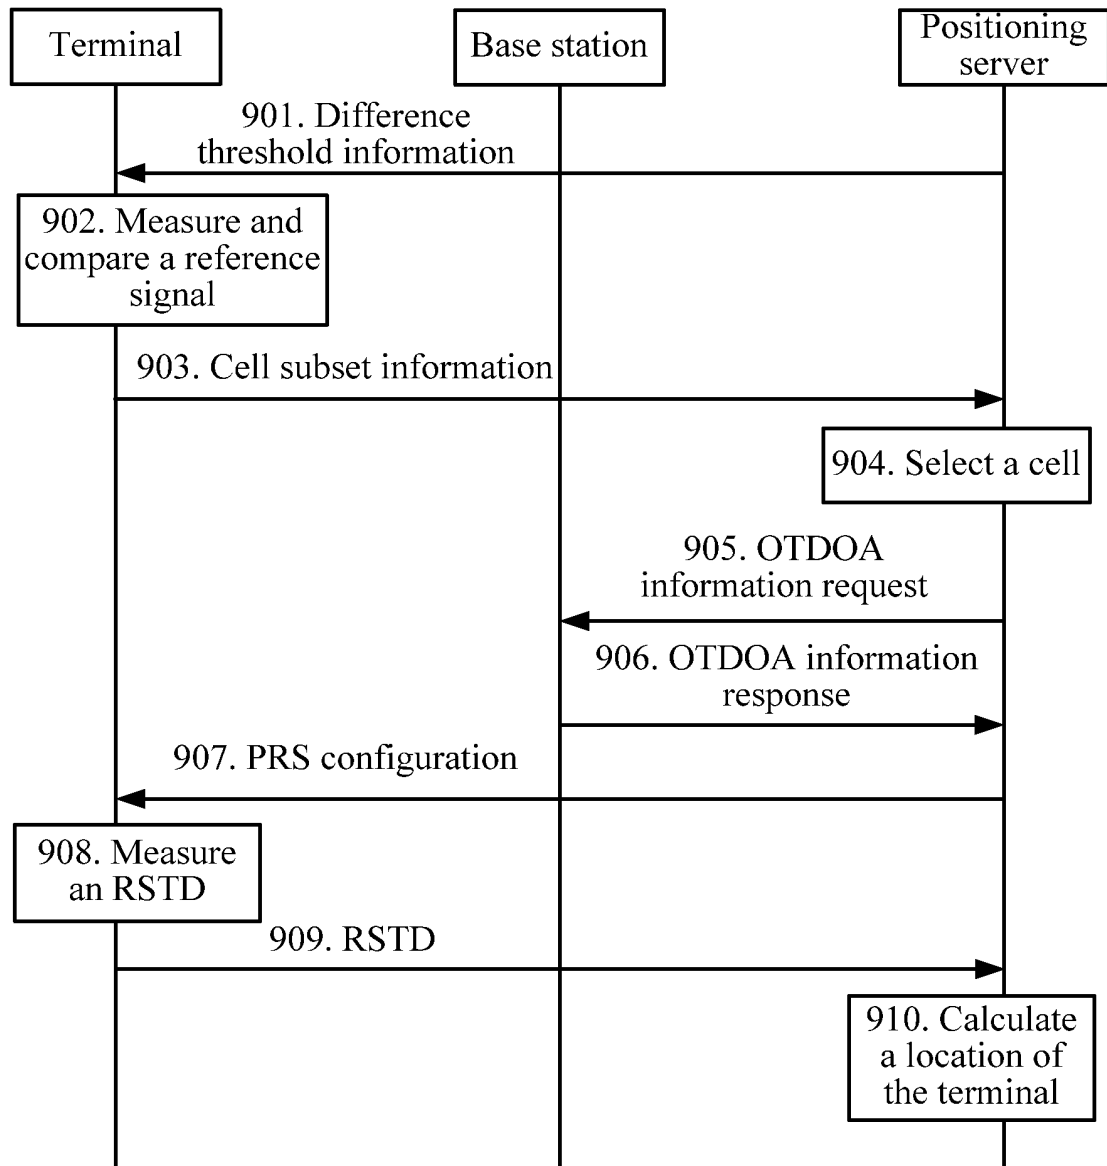 Terminal
Base station
Positioning
server
901. Difference
threshold information
902. Measure and
compare a reference
signal
903. Cell subset information
904. Select a cell
905. OTDOA
information request
906. OTDOA information
response
907. PRS configuration
908. Measure
an RSTD
909. RSTD
910. Calculate
a location of
the terminal